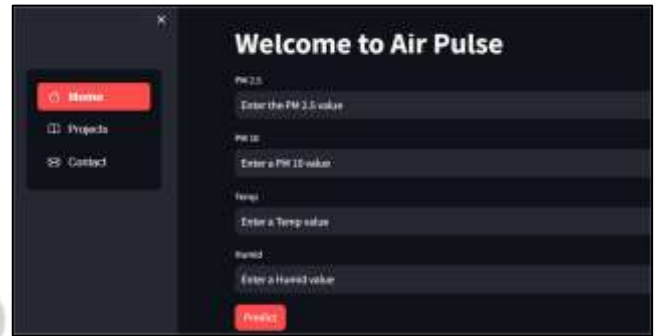 ×
Home
Projects
Contact
Welcome to Air Pulse
PM 2.5
Enter the PM 2.5 value
PM 10
Enter a PM 10 value
Temp
Enter a Temp value
Humid
Enter a Humid value
Predict